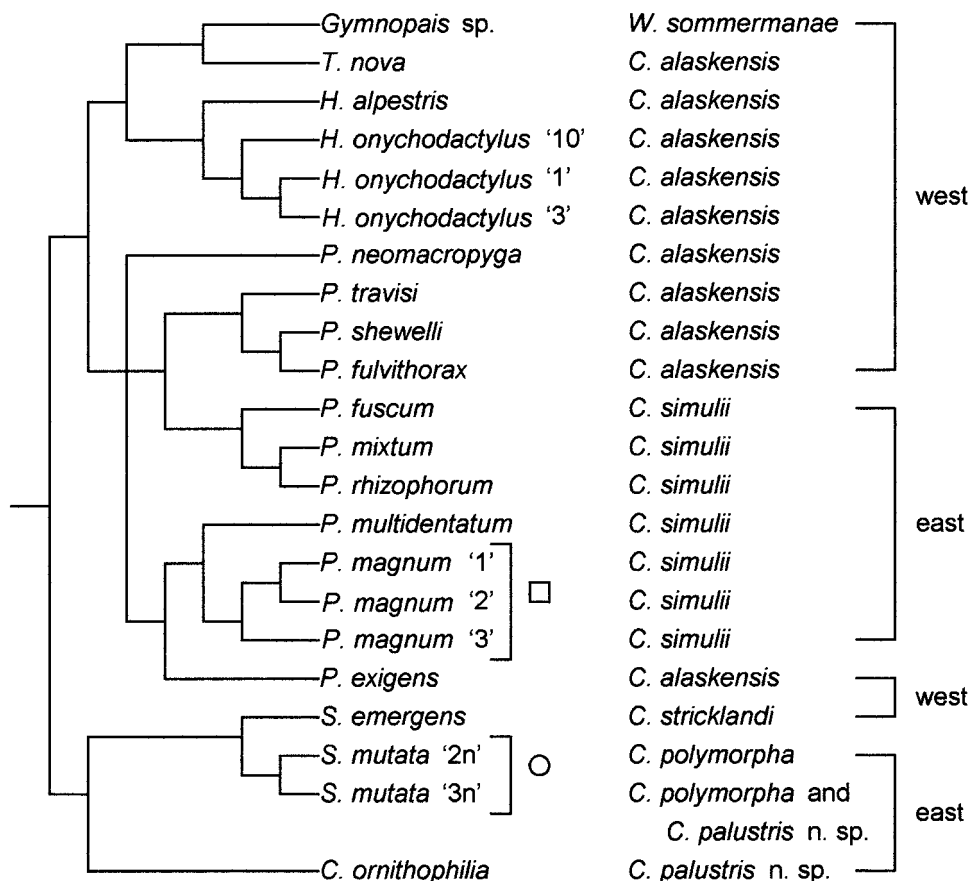 Gymnopais sp. W. sommermanae
T. nova C. alaskensis
H. alpestris C. alaskensis
H. onychodactylus ‘10’ C. alaskensis
H. onychodactylus ‘1’ C. alaskensis
west
H. onychodactylus ‘3’ C. alaskensis
P. neomacropyga C. alaskensis
P. travisi C. alaskensis
P. shewelli C. alaskensis
P. fulvithorax C. alaskensis
P. fuscum C. simulii
P. mixtum C. simulii
P. rhizophorum C. simulii
P. multidentatum C. simulii
east
P. magnum ‘1’ C. simulii
P. magnum ‘2’ C. simulii
P. magnum ‘3’ C. simulii
P. exigens C. alaskensis
west
S. emergens C. stricklandi
S. mutata ‘2n’ C. polymorpha
S. mutata ‘3n’ C. polymorpha and
east
C. palustris n. sp.
C. ornithophilia C. palustris n. sp.